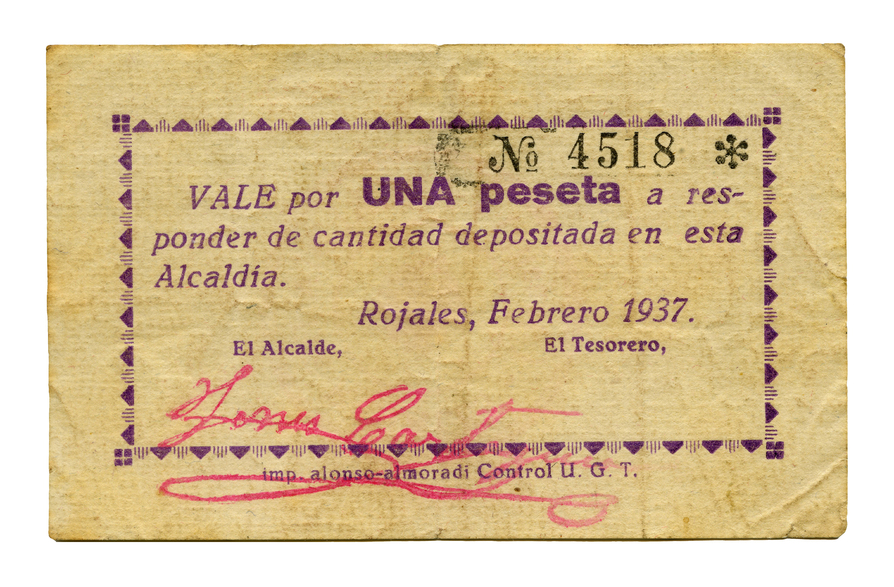 № 4518 *
VALE por UNA peseta a res-
ponder de cantidad depositada en esta
Alcaldía.
Rojales, Febrero 1937.
El Alcalde, El Tesorero,
imp. alonso-almoradi Control U. G. T.